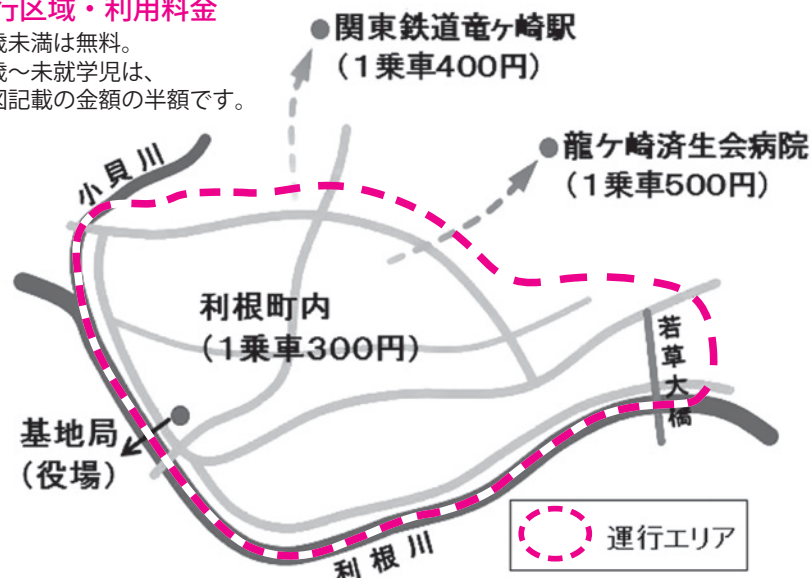 行区域・利用料金
歳未満は無料。
歳〜未就学児は、
図記載の金額の半額です。
関東鉄道竜ヶ崎駅
(1乗車400円)
龍ケ崎済生会病院
(1乗車500円)
小貝川
利根町内
(1乗車300円)
若草大橋
基地局
(役場)
利根川
運行エリア